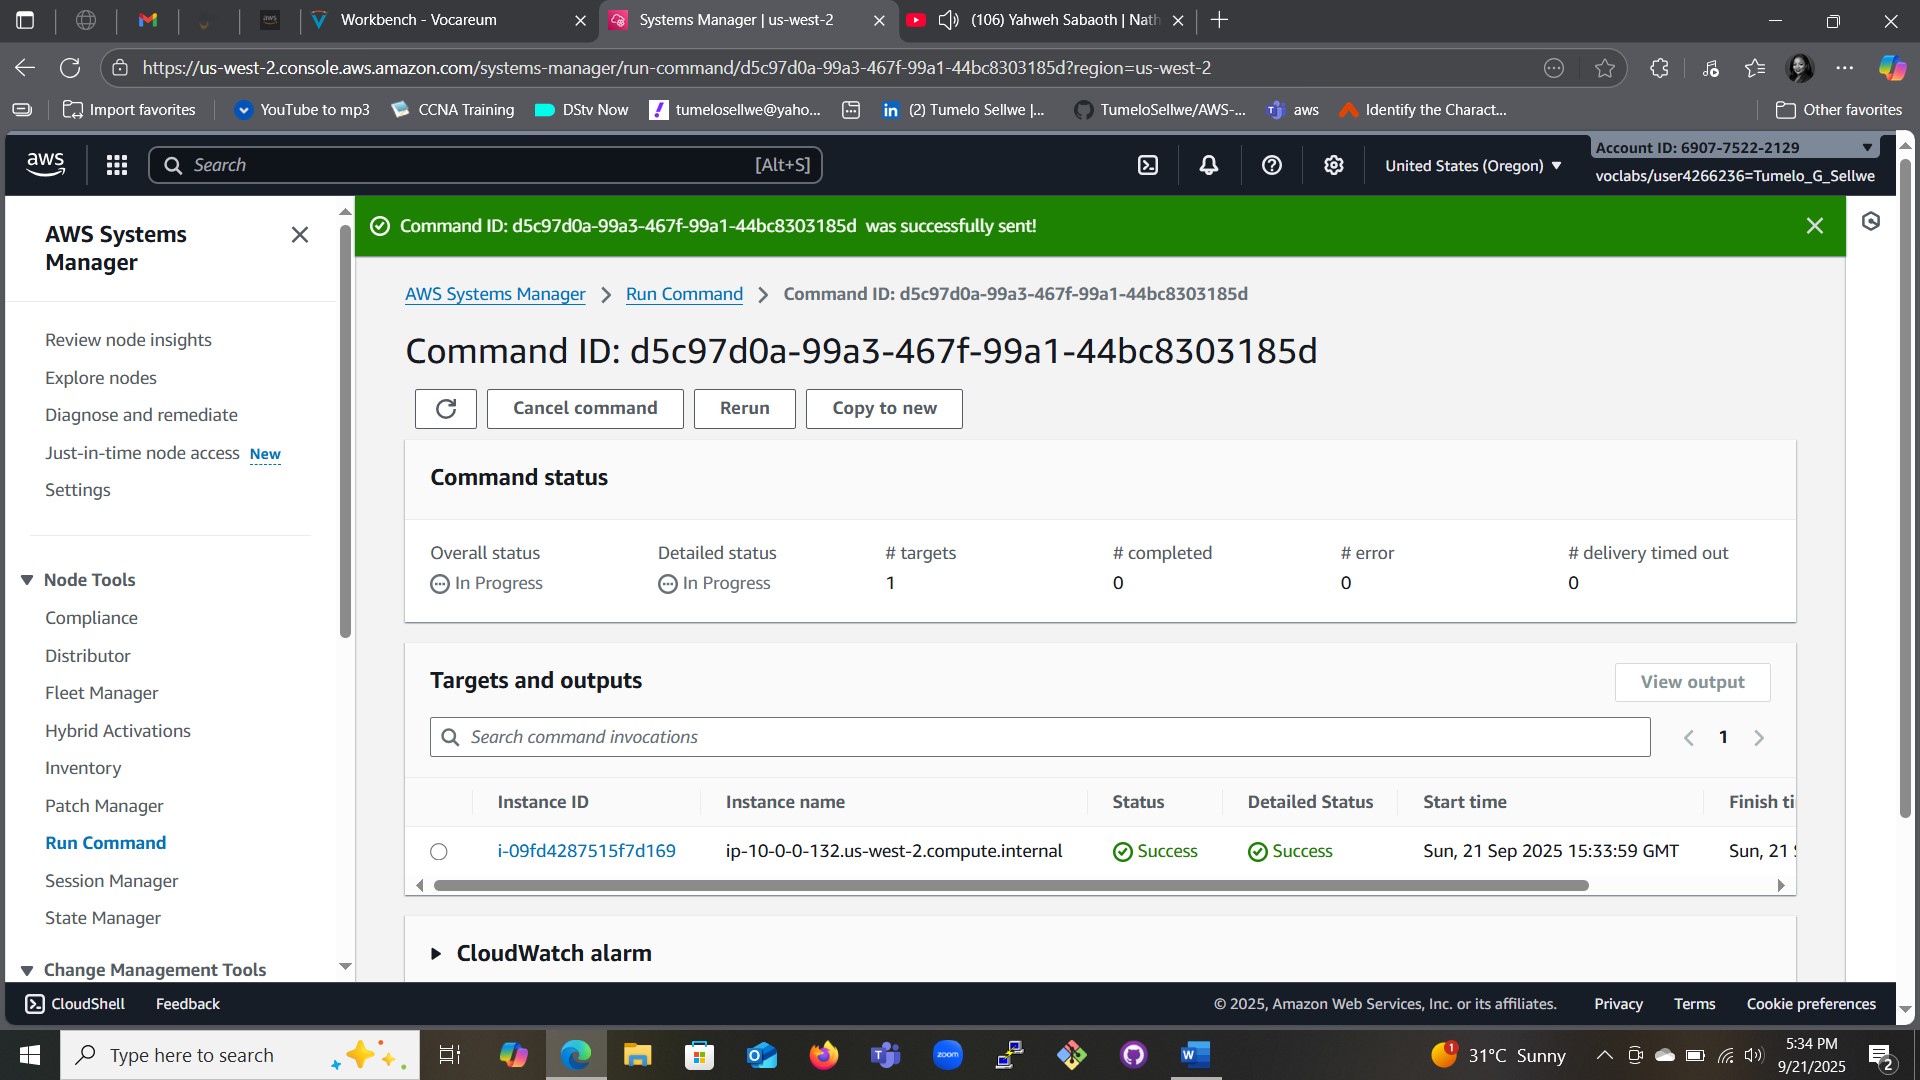 Workbench - Vocareum
Systems Manager | us-west-2
(106) Yahweh Sabaoth | Nath
https://us-west-2.console.aws.amazon.com/systems-manager/run-command/d5c97d0a-99a3-467f-99a1-44bc8303185d?region=us-west-2
Import favorites
YouTube to mp3
CCNA Training
DStv Now
tumelosellwe@yaho...
(2) Tumelo Sellwe |...
TumeloSellwe/AWS-...
aws
Identify the Charact...
Other favorites
aws
Search
[Alt+S]
United States (Oregon)
Account ID: 6907-7522-2129
voclabs/user4266236=Tumelo_G_Sellwe
AWS Systems
Manager
Review node insights
Explore nodes
Diagnose and remediate
Just-in-time node access New
Settings
Node Tools
Compliance
Distributor
Fleet Manager
Hybrid Activations
Inventory
Patch Manager
Run Command
Session Manager
State Manager
Change Management Tools
Command ID: d5c97d0a-99a3-467f-99a1-44bc8303185d was successfully sent!
AWS Systems Manager
Run Command
Command ID: d5c97d0a-99a3-467f-99a1-44bc8303185d
Command ID: d5c97d0a-99a3-467f-99a1-44bc8303185d
Cancel command
Rerun
Copy to new
Command status
Overall status
In Progress
Detailed status
In Progress
# targets
1
# completed
0
# error
0
# delivery timed out
0
Targets and outputs
View output
Search command invocations
1
Instance ID
Instance name
Status
Detailed Status
Start time
Finish ti
i-09fd4287515f7d169
ip-10-0-0-132.us-west-2.compute.internal
Success
Success
Sun, 21 Sep 2025 15:33:59 GMT
Sun, 21
CloudWatch alarm
CloudShell
Feedback
© 2025, Amazon Web Services, Inc. or its affiliates.
Privacy
Terms
Cookie preferences
Type here to search
zoom
1
31°C Sunny
5:34 PM
9/21/2025
2